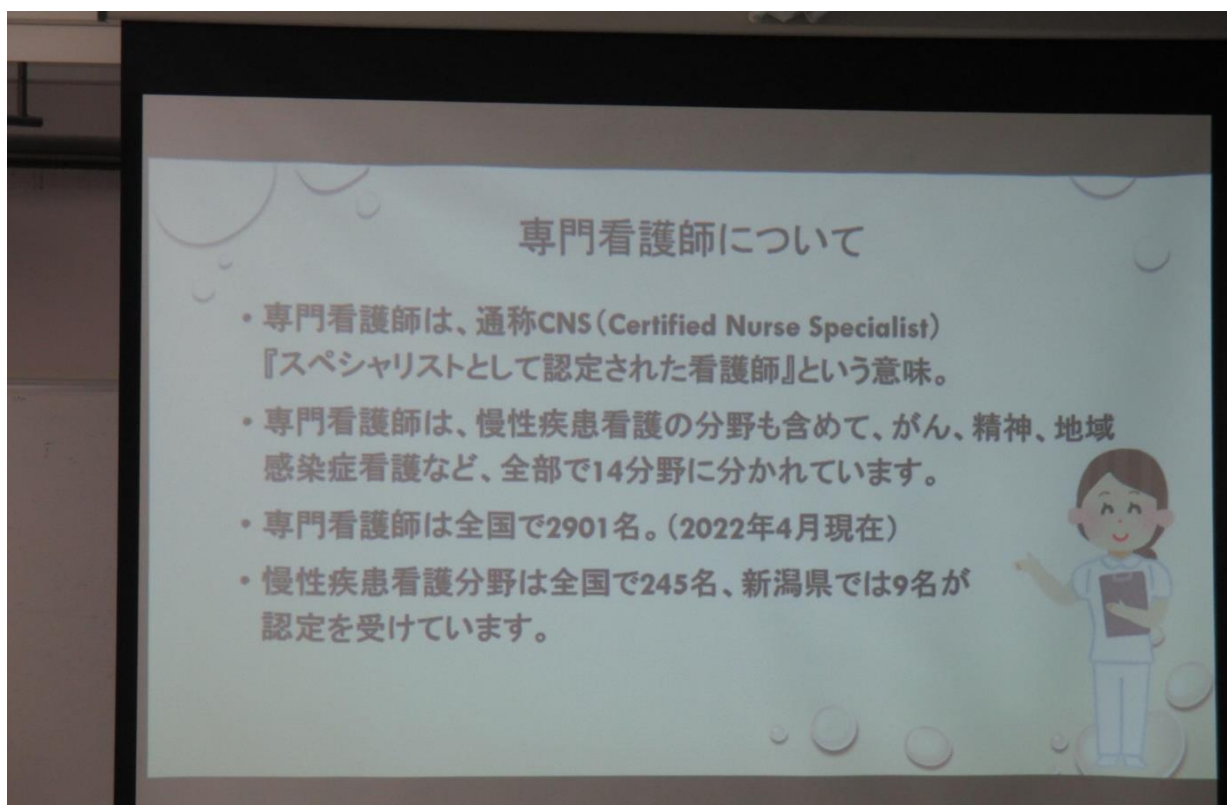 専門看護師について
・専門看護師は、通称CNS(Certified Nurse Specialist)
『スペシャリストとして認定された看護師』という意味。
・専門看護師は、慢性疾患看護の分野も含めて、がん、精神、地域
感染症看護など、全部で14分野に分かれています。
・専門看護師は全国で2901名。(2022年4月現在)
・慢性疾患看護分野は全国で245名、新潟県では9名が
認定を受けています。